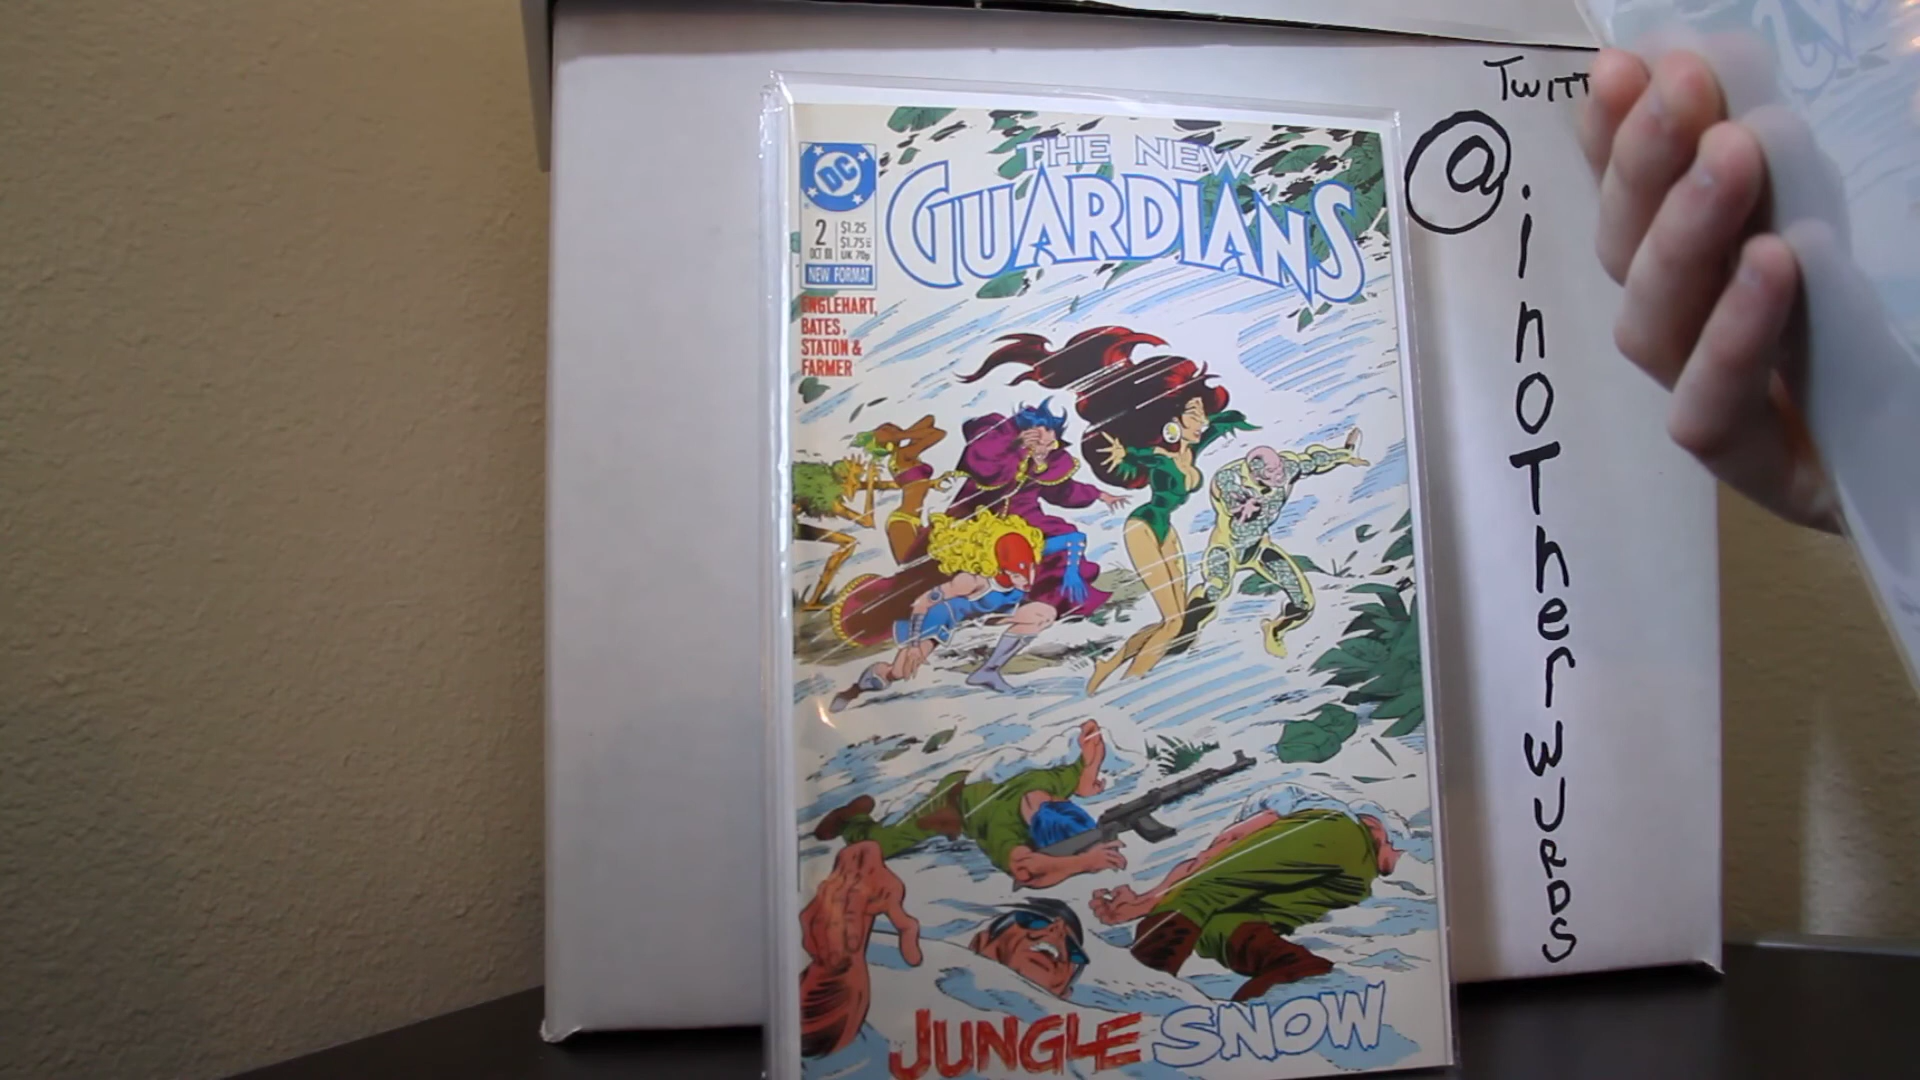 TWITT
@inoTherWURDS
DC
THE NEW
GUARDIANS
2
OCT 88
$1.25
$1.75
UK 70p
NEW FORMAT
ENGLEHART,
BATES,
STATON &
FARMER
JUNGLE SNOW